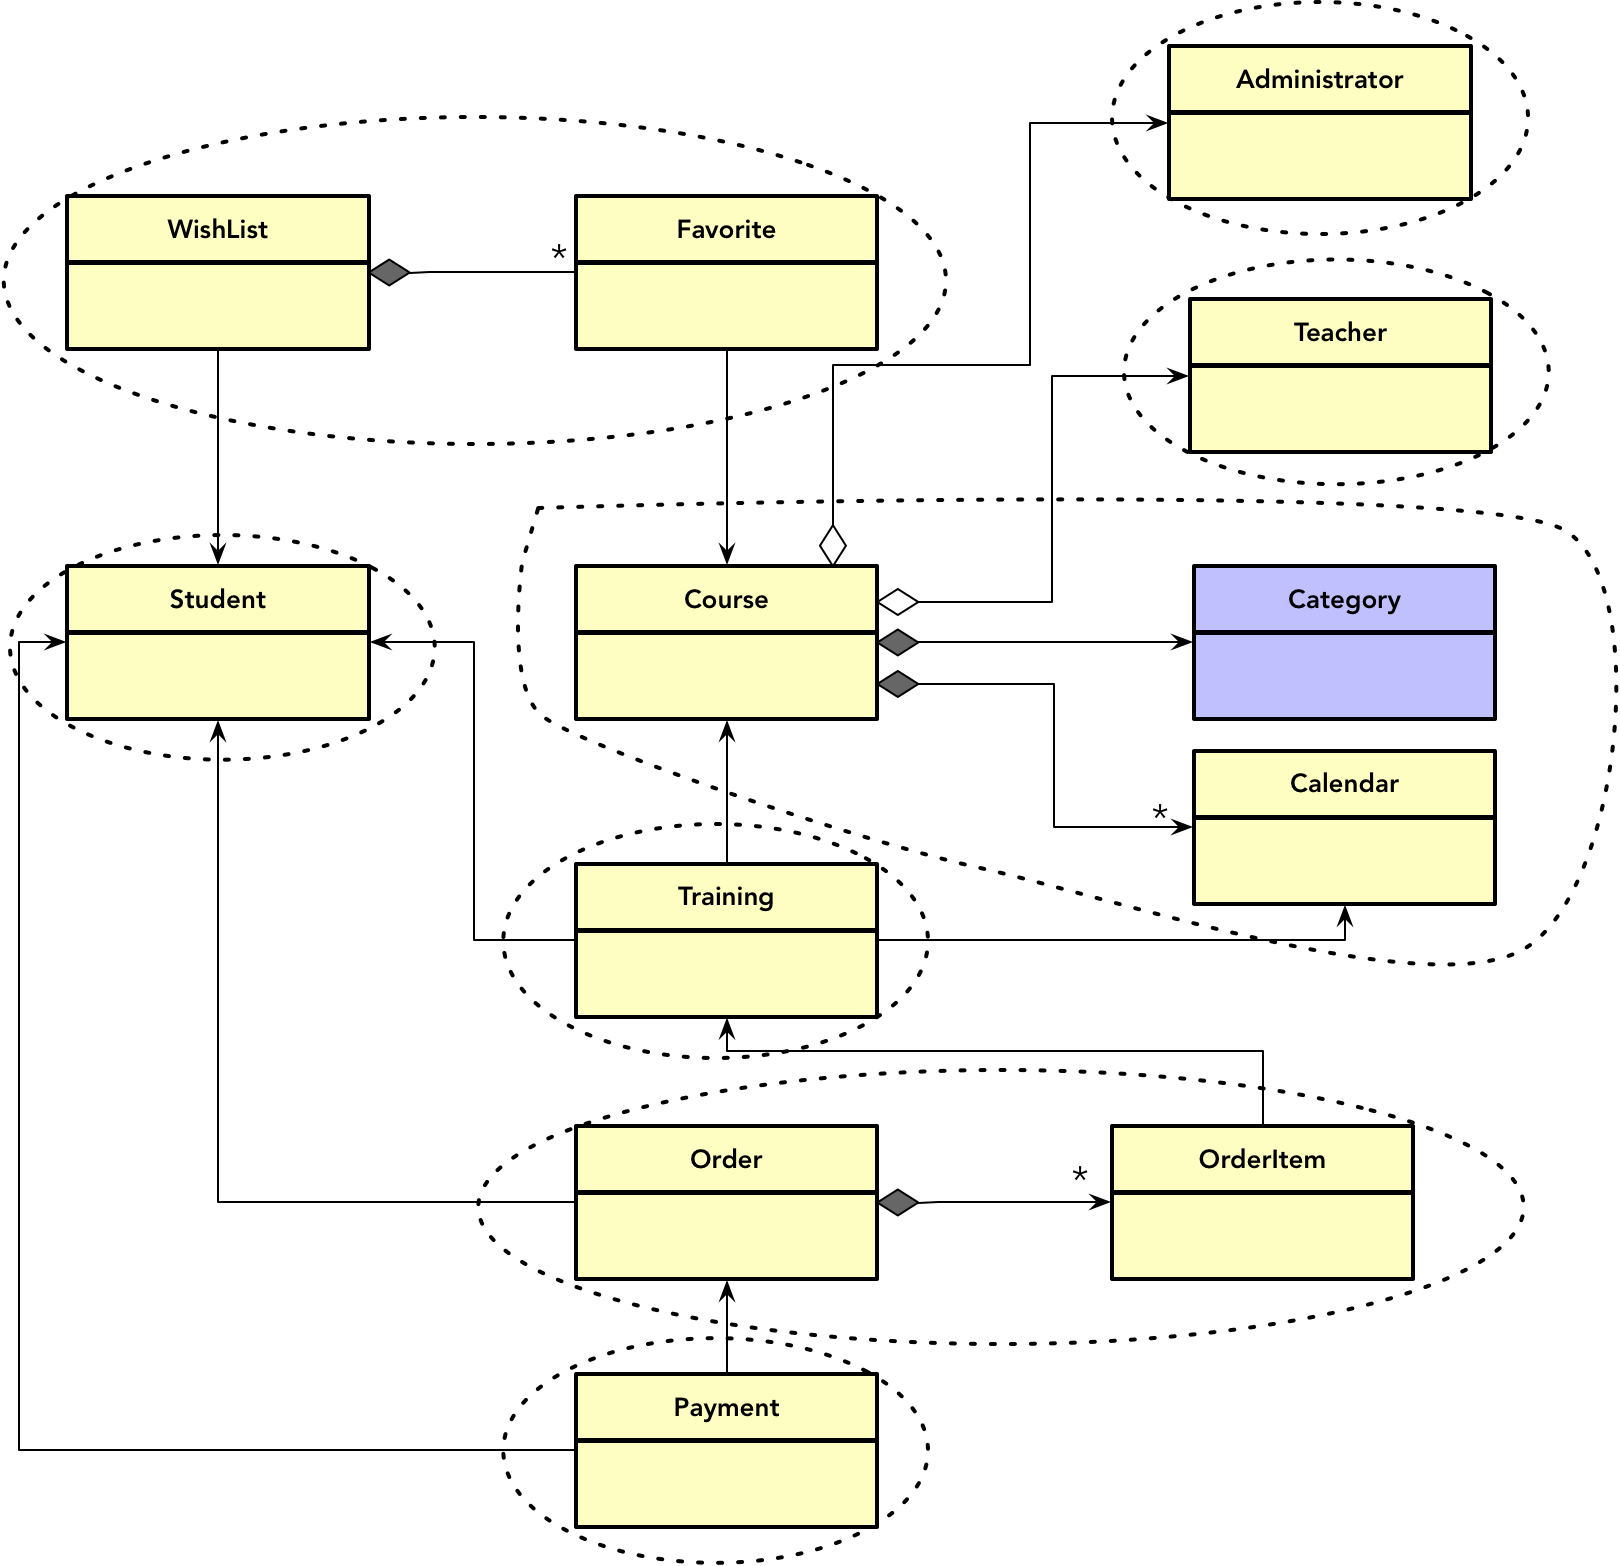 Administrator
WishList
*
Favorite
Teacher
Student
Course
Category
Calendar
*
Training
Order
*
OrderItem
Payment